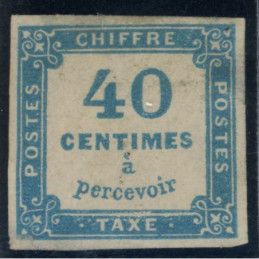 CHIFFRE
POSTES
40
CENTIMES
à
percevoir
POSTES
· TAXE ·